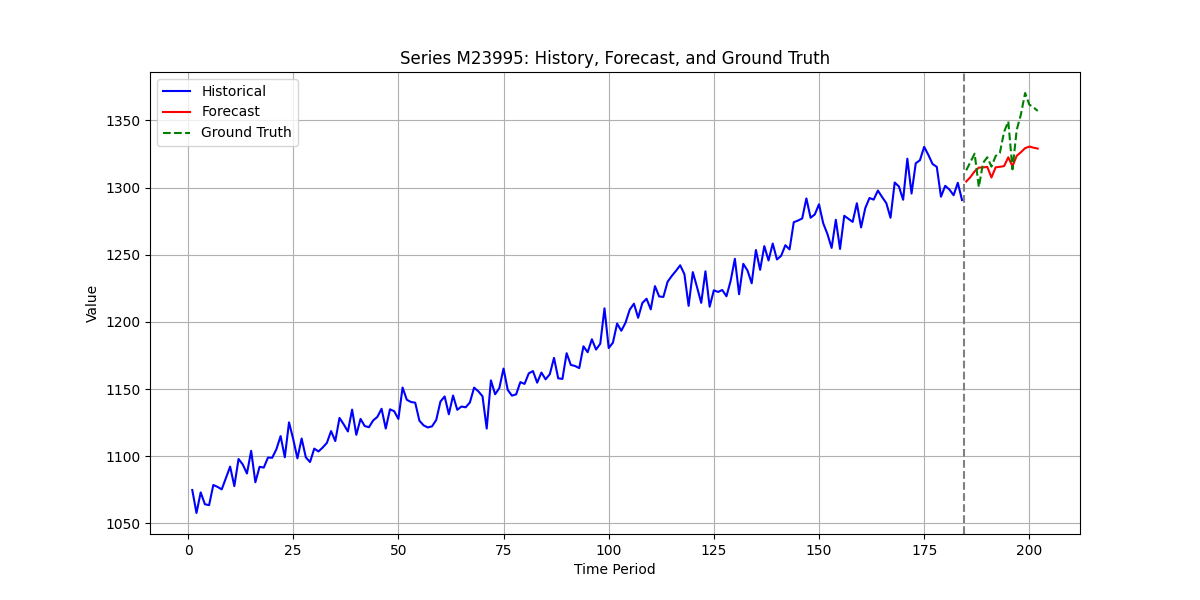 Series M23995: History, Forecast, and Ground Truth
Historical
Forecast
Ground Truth
1350
1300
1250
1200
1150
1100
1050
Value
0 25 50 75 100 125 150 175 200
Time Period